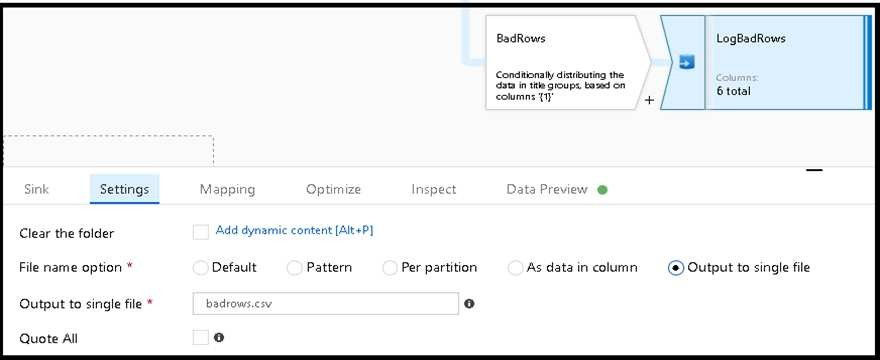 BadRows
Conditionally distributing the
data in title groups, based on
columns '{1}'
+
LogBadRows
Columns:
6 total
Sink Settings Mapping Optimize Inspect Data Preview
Clear the folder Add dynamic content [Alt+P]
File name option * Default Pattern Per partition As data in column Output to single file
Output to single file * badrows.csv
Quote All